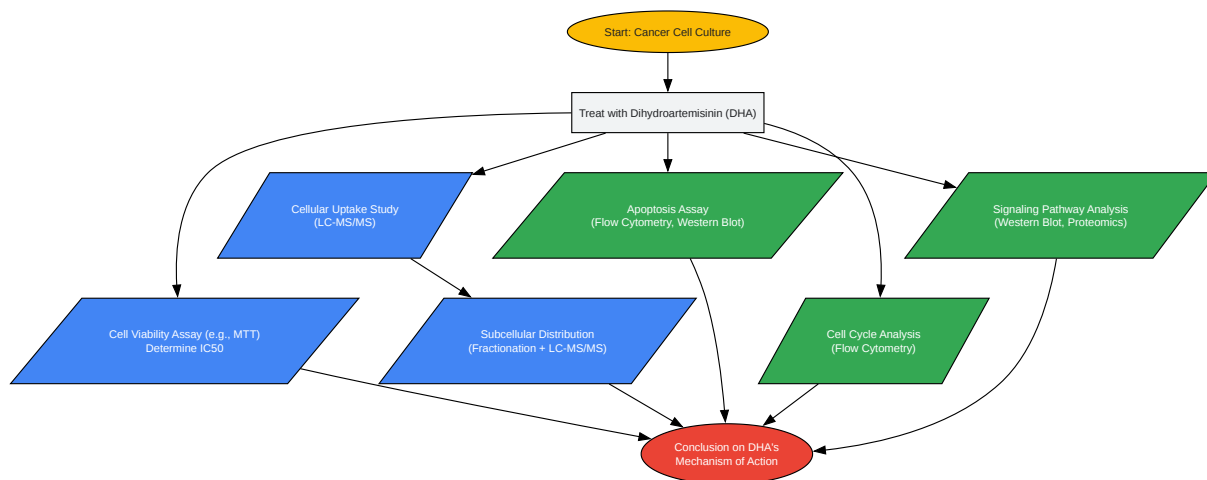 Start: Cancer Cell Culture
Treat with Dihydroartemisinin (DHA)
Cellular Uptake Study
(LC-MS/MS)
Apoptosis Assay
(Flow Cytometry, Western Blot)
Signaling Pathway Analysis
(Western Blot, Proteomics)
Cell Viability Assay (e.g., MTT)
Determine IC50
Subcellular Distribution
(Fractionation + LC-MS/MS)
Cell Cycle Analysis
(Flow Cytometry)
Conclusion on DHA's
Mechanism of Action